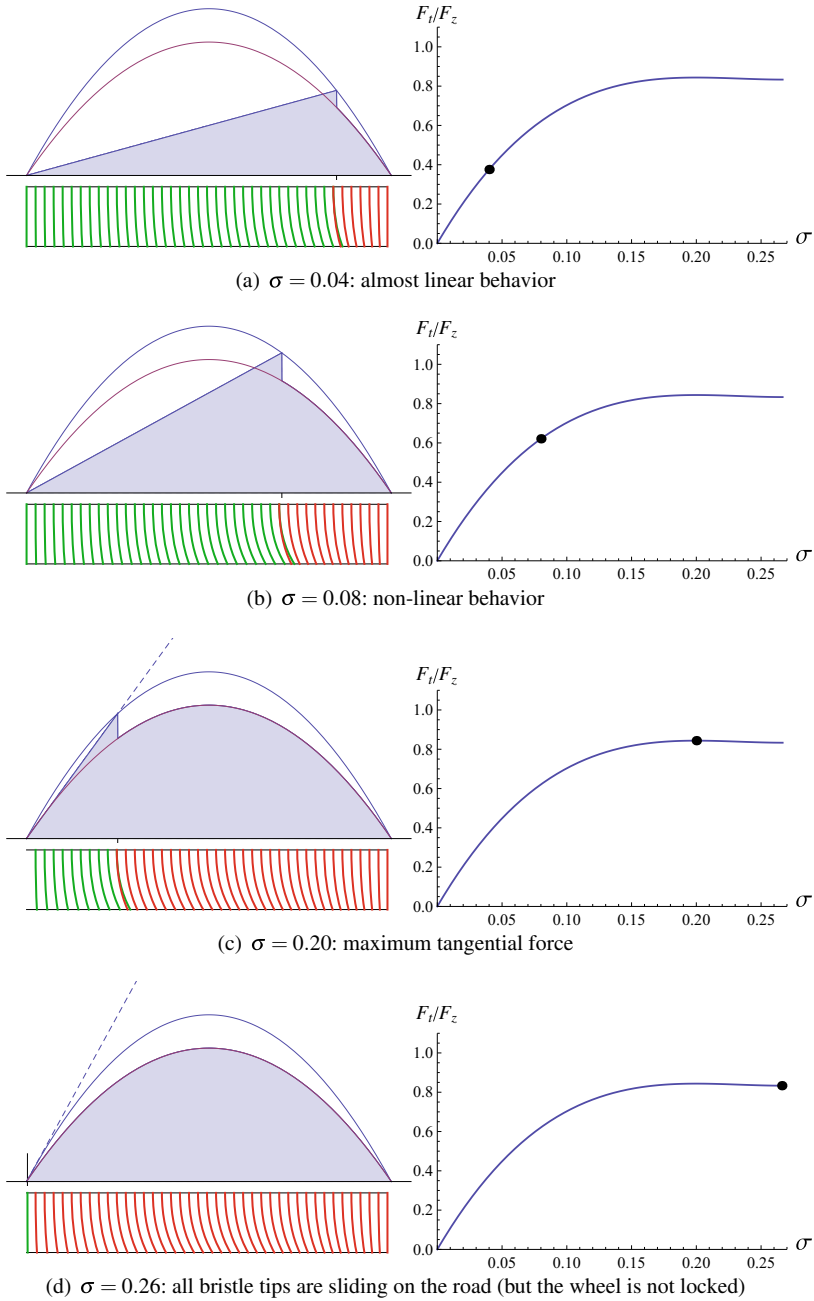 F_t/F_z
1.0
0.8
0.6
0.4
0.2
0.0
0.05 0.10 0.15 0.20 0.25 σ
(a) σ = 0.04: almost linear behavior
F_t/F_z
1.0
0.8
0.6
0.4
0.2
0.0
0.05 0.10 0.15 0.20 0.25 σ
(b) σ = 0.08: non-linear behavior
F_t/F_z
1.0
0.8
0.6
0.4
0.2
0.0
0.05 0.10 0.15 0.20 0.25 σ
(c) σ = 0.20: maximum tangential force
F_t/F_z
1.0
0.8
0.6
0.4
0.2
0.0
0.05 0.10 0.15 0.20 0.25 σ
(d) σ = 0.26: all bristle tips are sliding on the road (but the wheel is not locked)